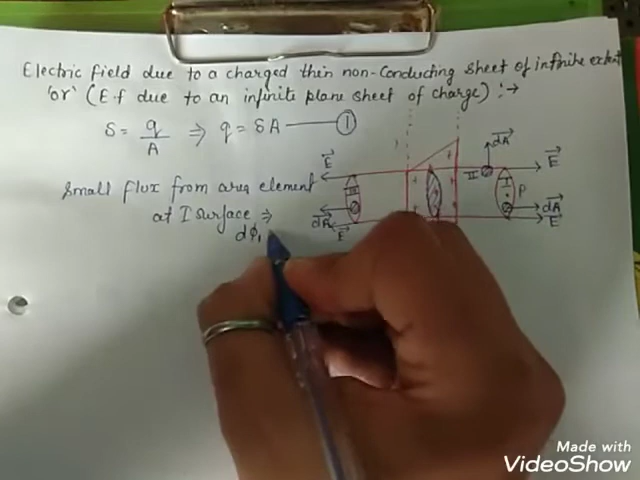 Electric field due to a charged thin non-Conducting sheet of infinite extent
'or' (E.f due to an infinite plane sheet of charge) :→
δ = q/A ⇒ q = δA — ①
Small flux from area element
at I surface ⇒
dϕ₁
E⃗
III
dA⃗
E⃗
+ +
+ +
dA⃗
II
E⃗
I
P
dA⃗
E⃗
Made with
VideoShow